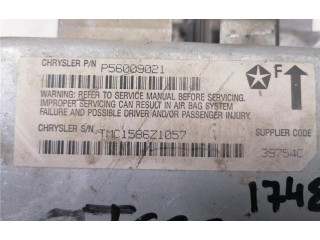 CHRYSLER P/N P56009021
F
WARNING: REFER TO SERVICE MANUAL BEFORE SERVICING.
IMPROPER SERVICING CAN RESULT IN AIR BAG SYSTEM
FAILURE AND POSSIBLE DRIVER AND/OR PASSENGER INJURY.
CHRYSLER S/N TMC1586Z1057
SUPPLIER CODE
39754C
1748